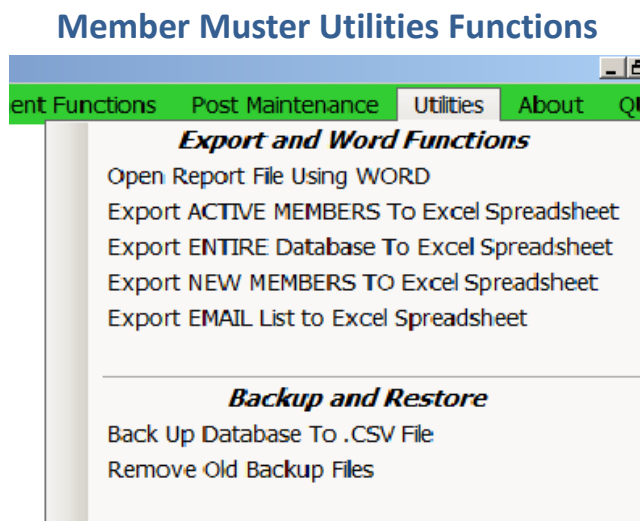 Member Muster Utilities Functions
ent Functions Post Maintenance Utilities About
Export and Word Functions
Open Report File Using WORD
Export ACTIVE MEMBERS To Excel Spreadsheet
Export ENTIRE Database To Excel Spreadsheet
Export NEW MEMBERS TO Excel Spreadsheet
Export EMAIL List to Excel Spreadsheet
Backup and Restore
Back Up Database To .CSV File
Remove Old Backup Files